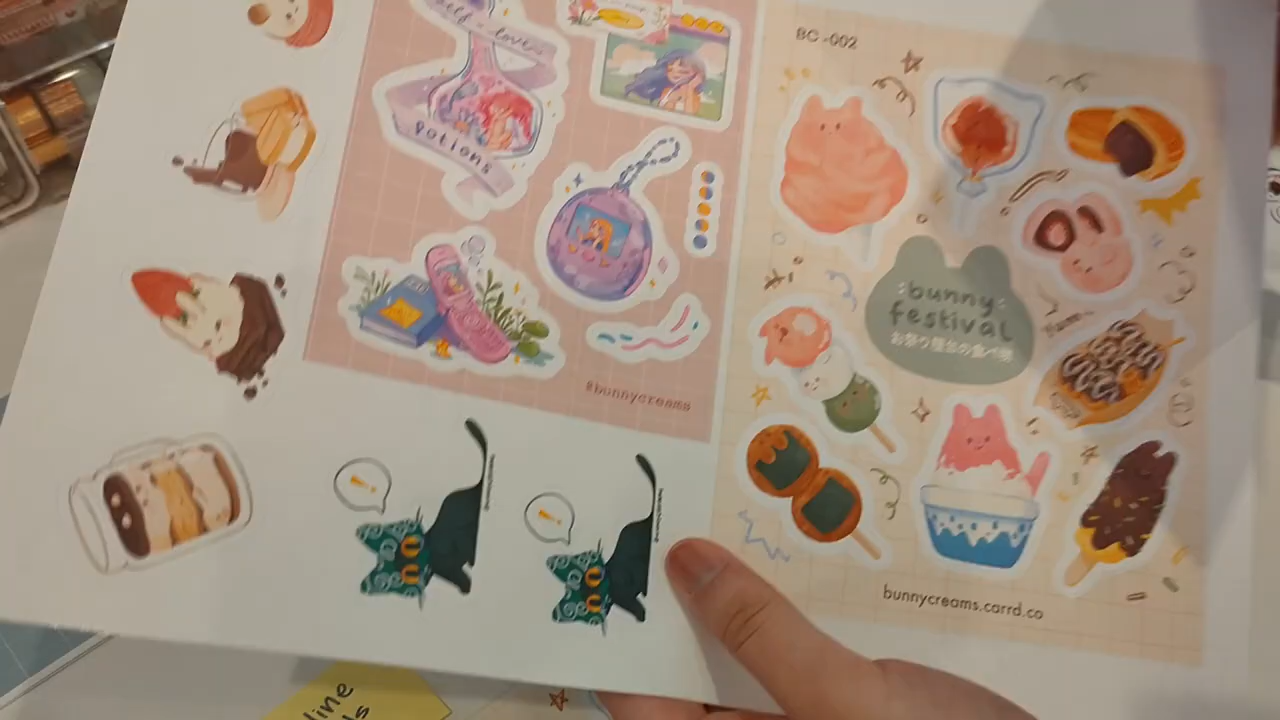 self - love
Potions
@bunnycreams
BC-002
bunny
festival
お祭り屋台の食べ物
Yum~
bunnycreams.carrd.co
line